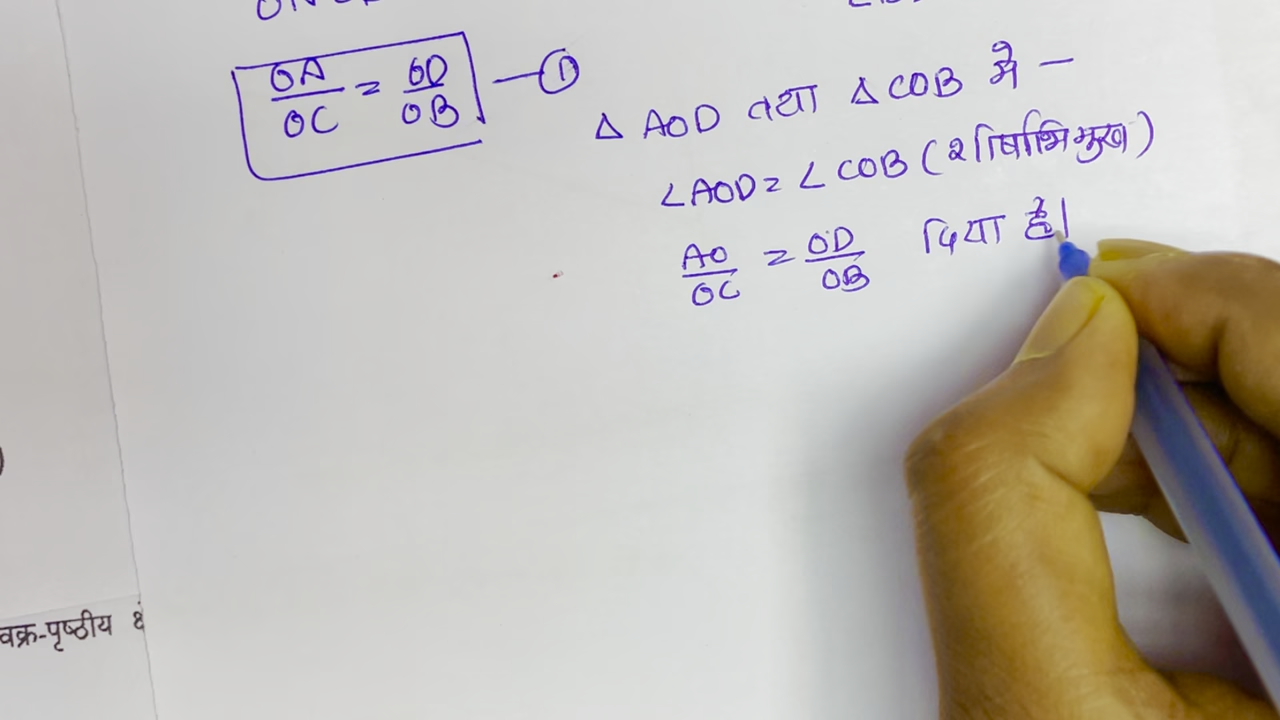 OA/OC = OD/OB — ①
△ AOD तथा △ COB मे —
∠AOD = ∠ COB (शिर्षाभिमुख)
AO/OC = OD/OB दिया है।
वक्र-पृष्ठीय